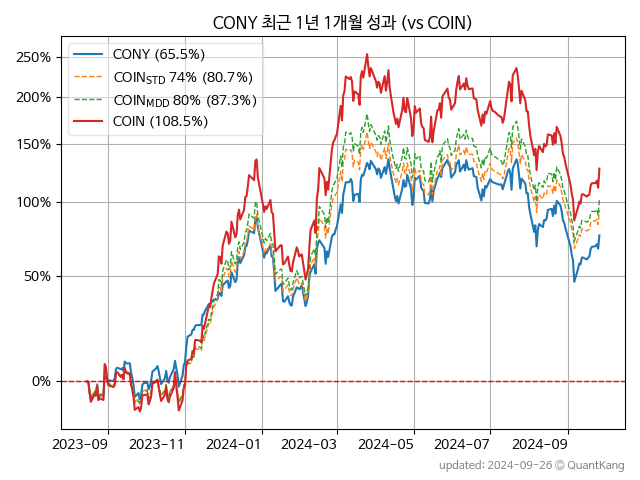 CONY 최근 1년 1개월 성과 (vs COIN)
CONY (65.5%)
COIN_STD 74% (80.7%)
COIN_MDD 80% (87.3%)
COIN (108.5%)
250%
200%
150%
100%
50%
0%
2023-09 2023-11 2024-01 2024-03 2024-05 2024-07 2024-09
updated: 2024-09-26 © QuantKang